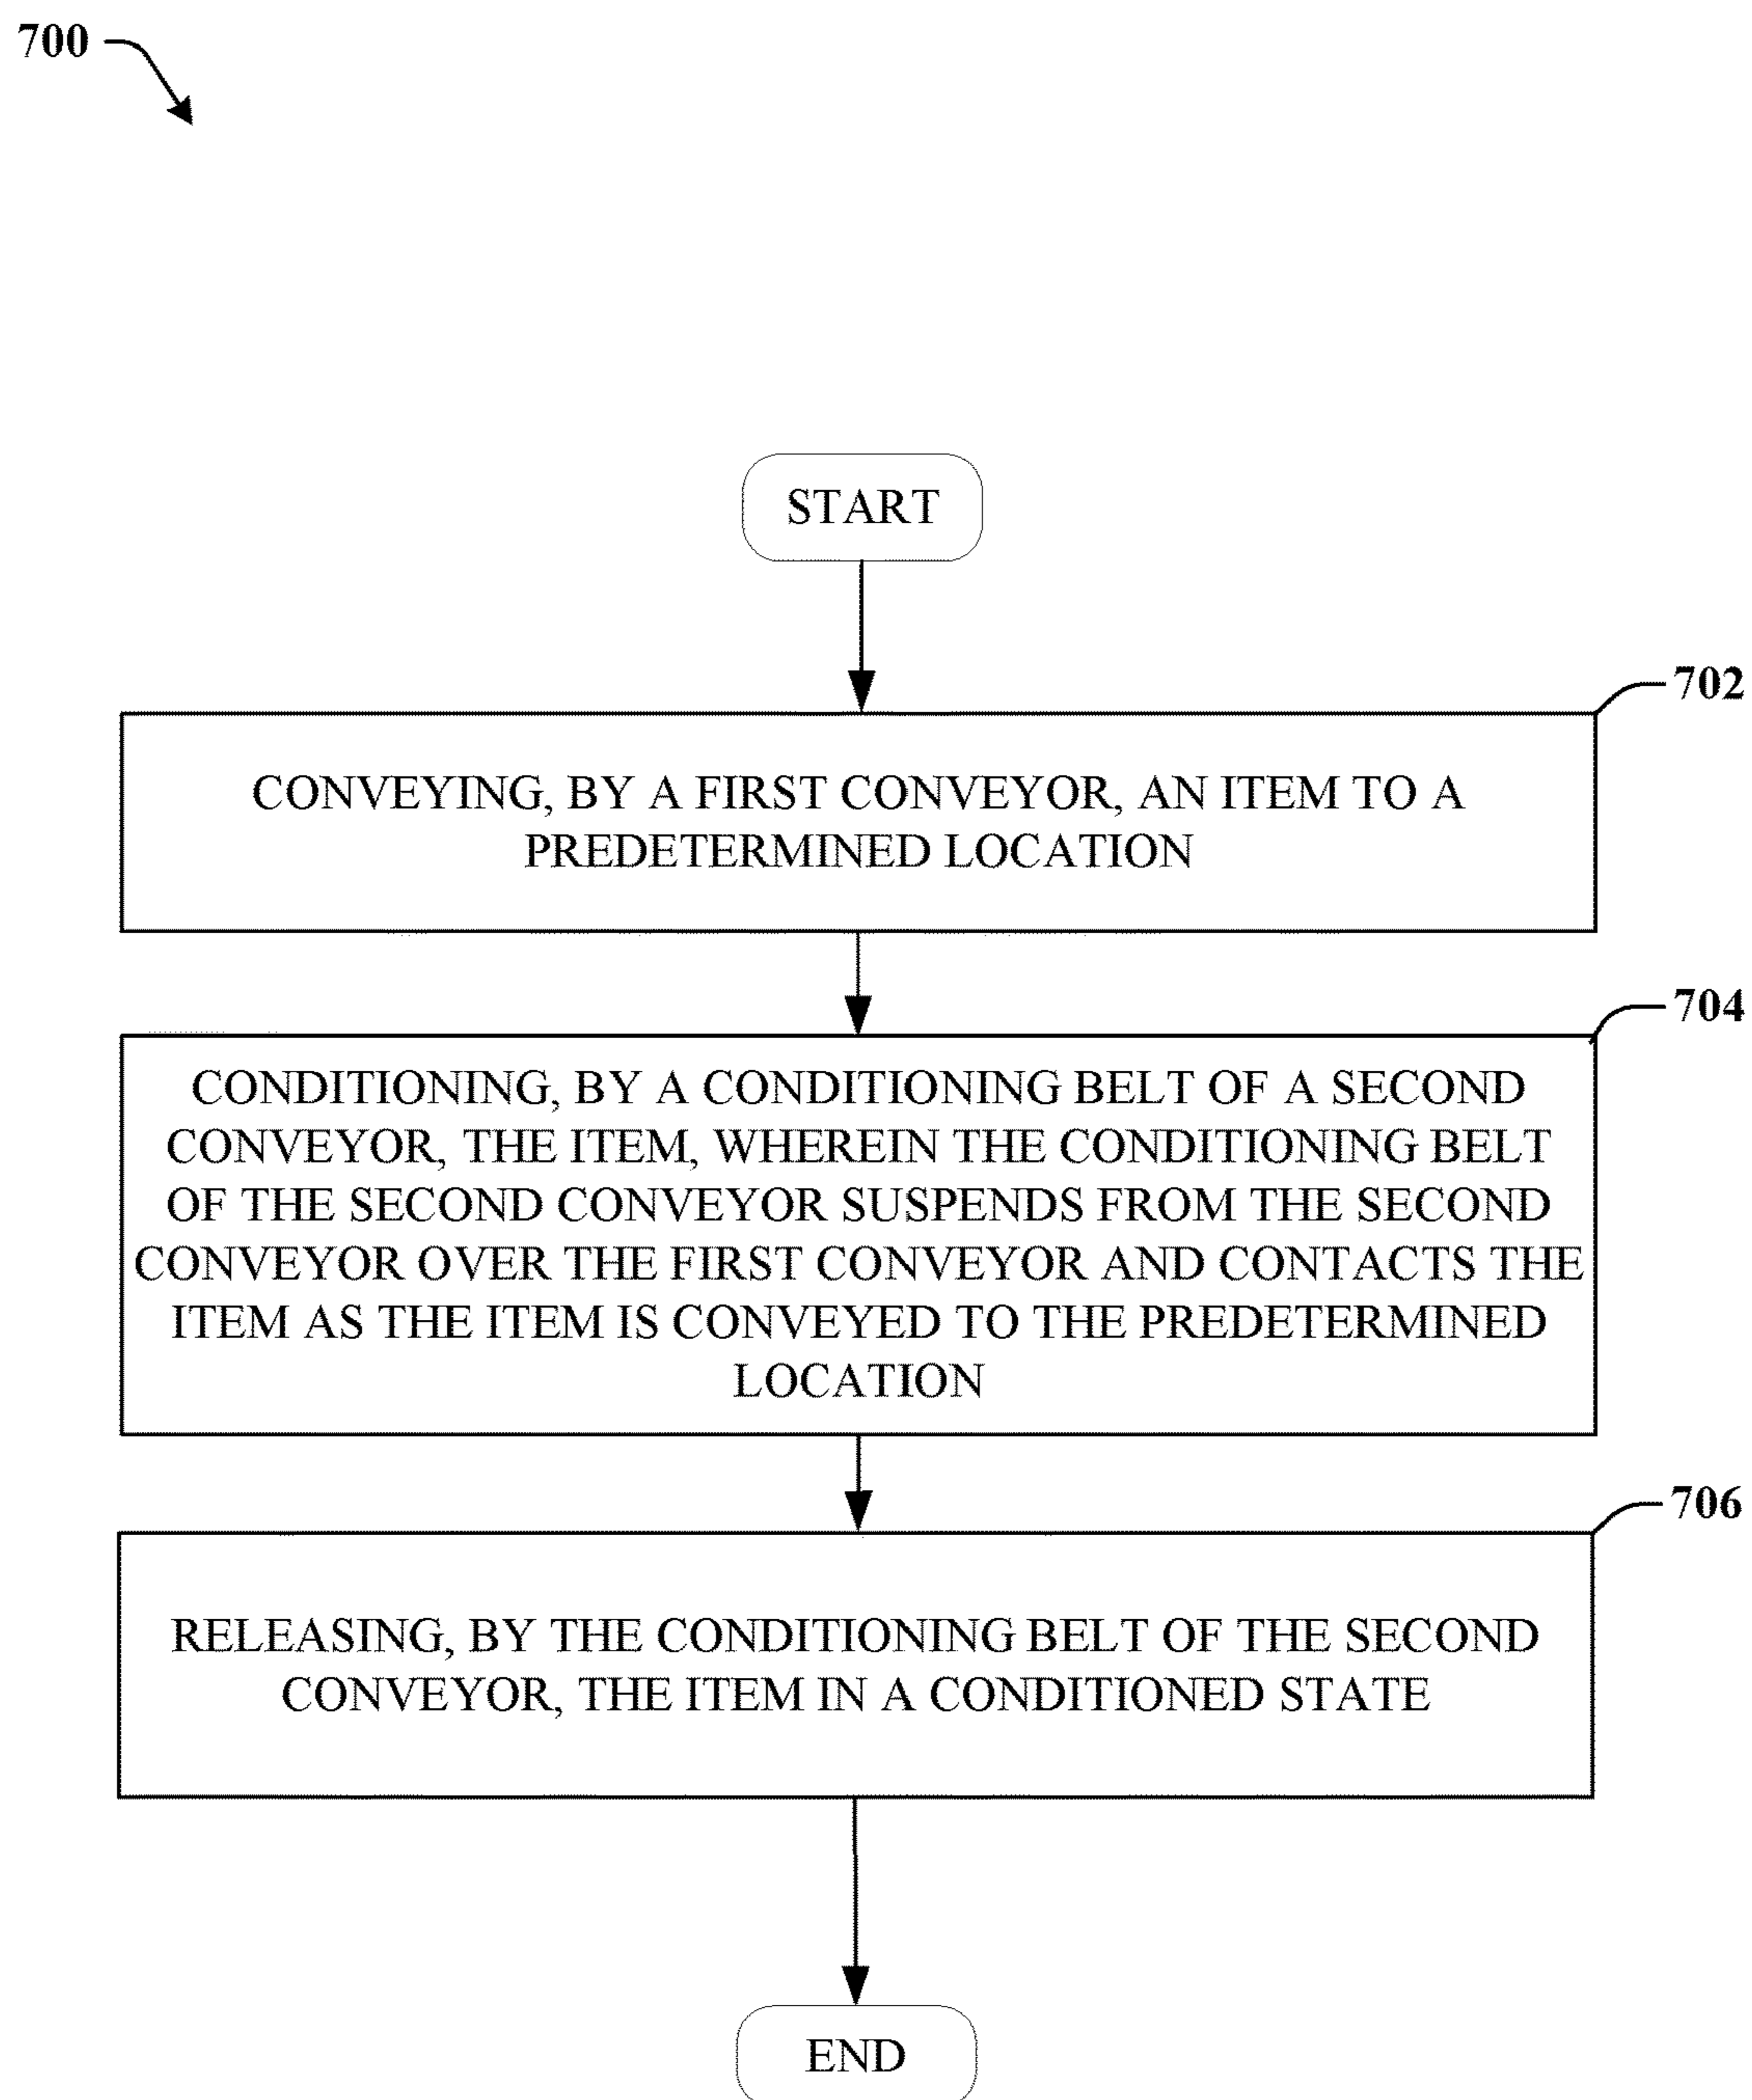 700
START
702
CONVEYING, BY A FIRST CONVEYOR, AN ITEM TO A
PREDETERMINED LOCATION
704
CONDITIONING, BY A CONDITIONING BELT OF A SECOND
CONVEYOR, THE ITEM, WHEREIN THE CONDITIONING BELT
OF THE SECOND CONVEYOR SUSPENDS FROM THE SECOND
CONVEYOR OVER THE FIRST CONVEYOR AND CONTACTS THE
ITEM AS THE ITEM IS CONVEYED TO THE PREDETERMINED
LOCATION
706
RELEASING, BY THE CONDITIONING BELT OF THE SECOND
CONVEYOR, THE ITEM IN A CONDITIONED STATE
END